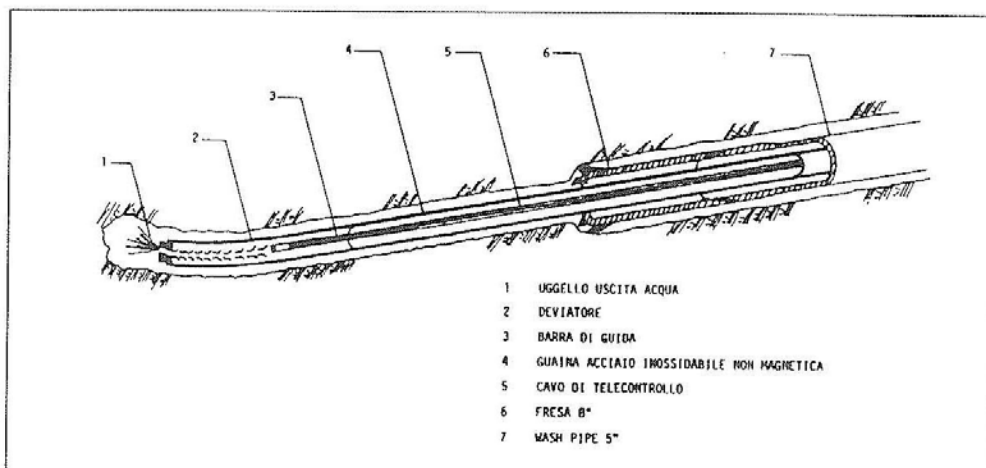 4
5
6
7
3
2
1
1 UGGELLO USCITA ACQUA
2 DEVIATORE
3 BARRA DI GUIDA
4 GUAINA ACCIAIO INOSSIDABILE NON MAGNETICA
5 CAVO DI TELECONTROLLO
6 FRESA 8"
7 WASH PIPE 5"